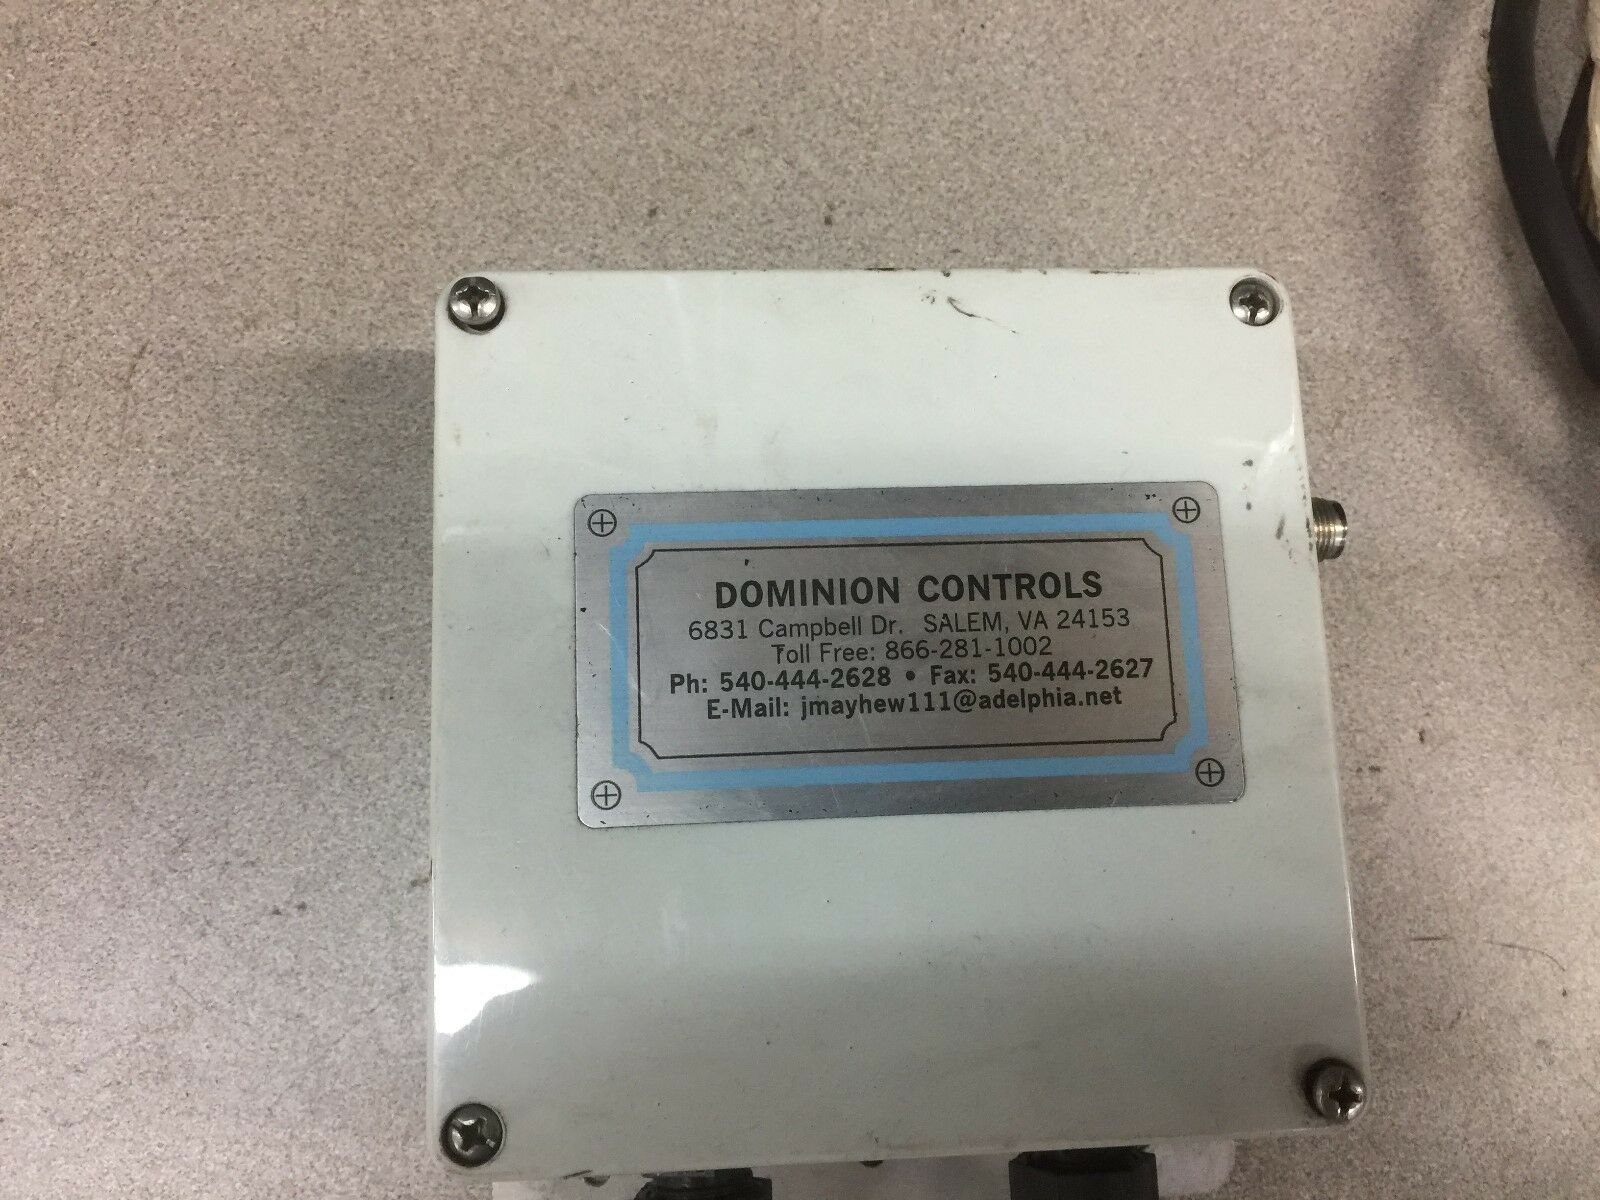 DOMINION CONTROLS
6831 Campbell Dr. SALEM, VA 24153
Toll Free: 866-281-1002
Ph: 540-444-2628 • Fax: 540-444-2627
E-Mail: jmayhew111@adelphia.net